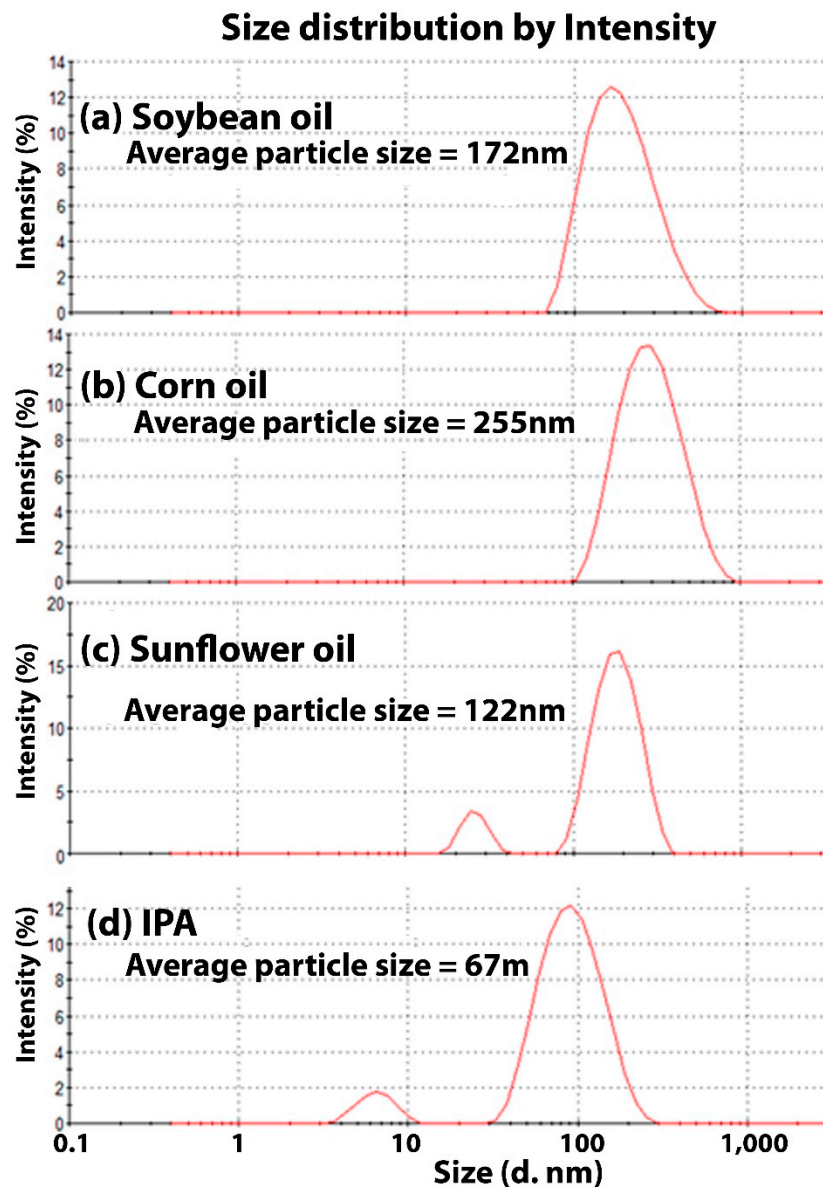 Size distribution by Intensity
14
12
10
8
6
4
2
0
Intensity (%)
(a) Soybean oil
Average particle size = 172nm
14
12
10
8
6
4
2
0
Intensity (%)
(b) Corn oil
Average particle size = 255nm
20
15
10
5
0
Intensity (%)
(c) Sunflower oil
Average particle size = 122nm
12
10
8
6
4
2
0
Intensity (%)
(d) IPA
Average particle size = 67m
0.1 1 10 100 1,000
Size (d. nm)